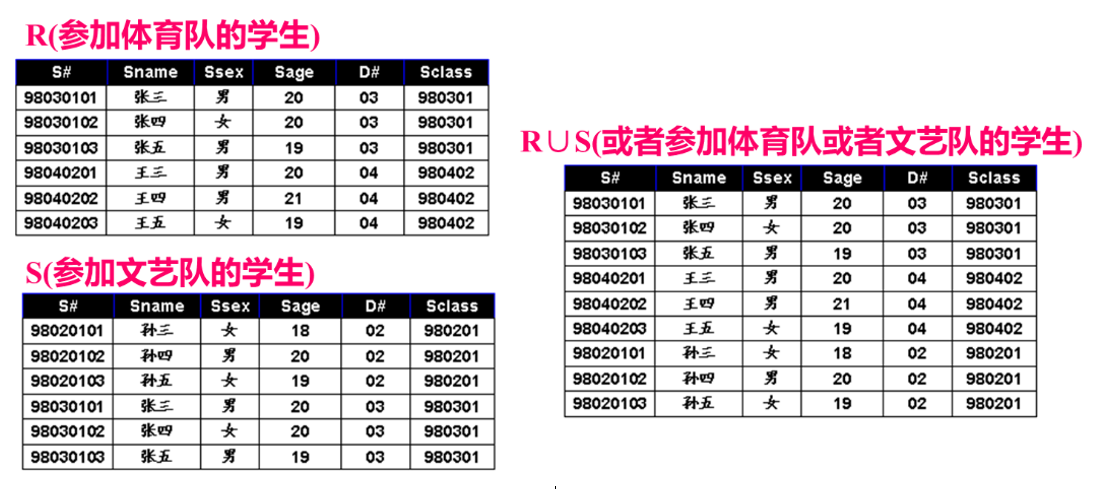 R(参加体育队的学生)
S# Sname Ssex Sage D# Sclass
98030101 张三 男 20 03 980301
98030102 张四 女 20 03 980301
98030103 张五 男 19 03 980301
98040201 王三 男 20 04 980402
98040202 王四 男 21 04 980402
98040203 王五 女 19 04 980402
S(参加文艺队的学生)
S# Sname Ssex Sage D# Sclass
98020101 孙三 女 18 02 980201
98020102 孙四 男 20 02 980201
98020103 孙五 女 19 02 980201
98030101 张三 男 20 03 980301
98030102 张四 女 20 03 980301
98030103 张五 男 19 03 980301
R∪S(或者参加体育队或者文艺队的学生)
S# Sname Ssex Sage D# Sclass
98030101 张三 男 20 03 980301
98030102 张四 女 20 03 980301
98030103 张五 男 19 03 980301
98040201 王三 男 20 04 980402
98040202 王四 男 21 04 980402
98040203 王五 女 19 04 980402
98020101 孙三 女 18 02 980201
98020102 孙四 男 20 02 980201
98020103 孙五 女 19 02 980201